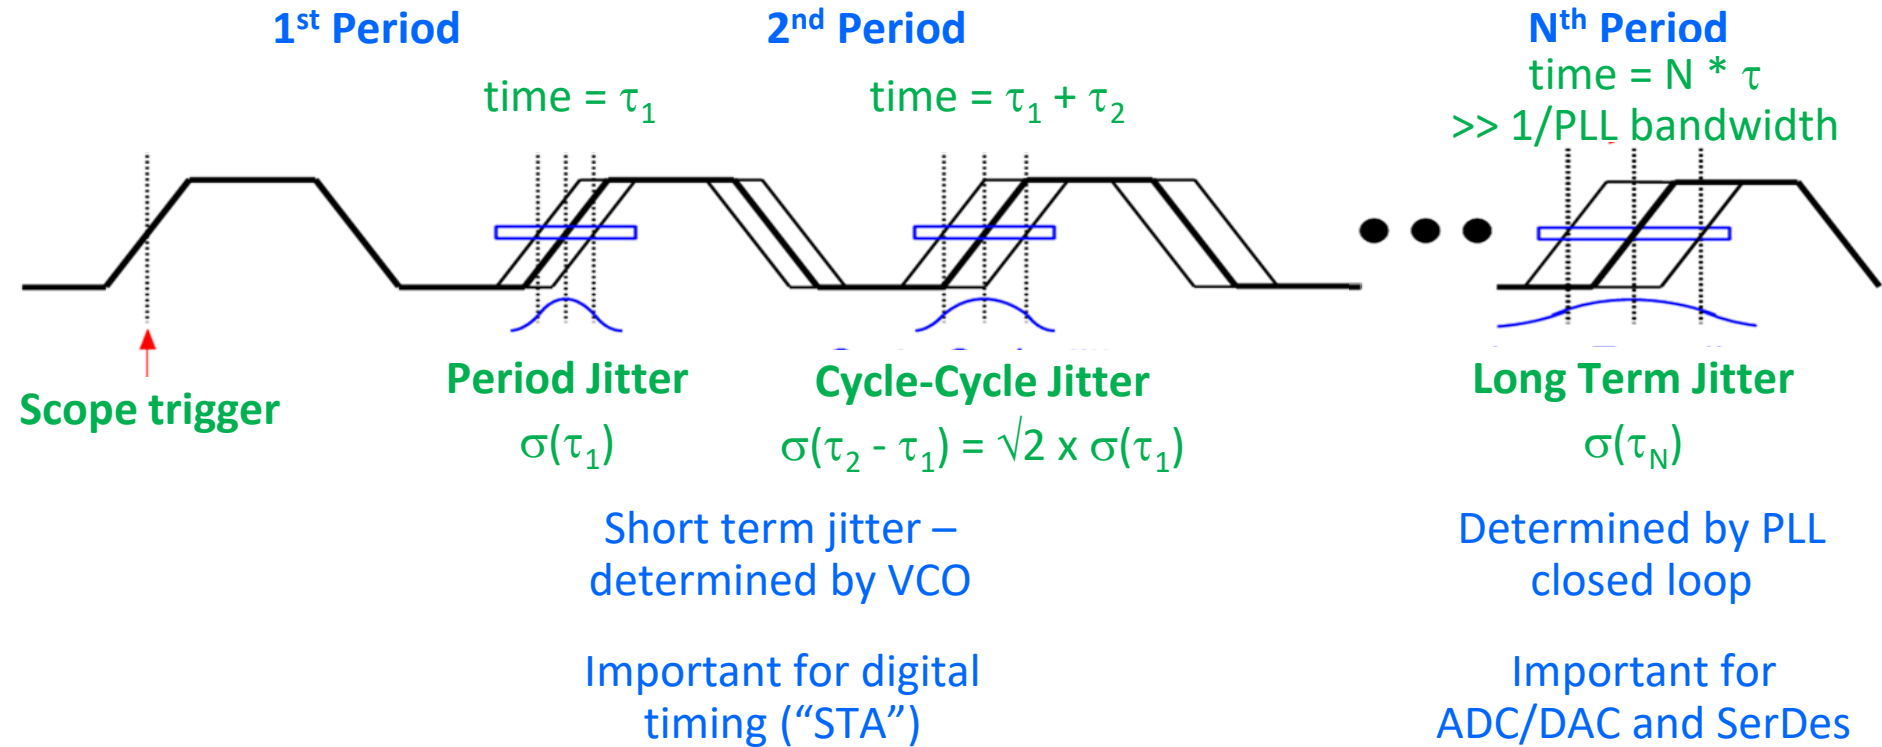 1st Period
2nd Period
Nth Period
time = τ1
time = τ1 + τ2
time = N * τ
>> 1/PLL bandwidth
Scope trigger
Period Jitter
σ(τ1)
Cycle-Cycle Jitter
σ(τ2 - τ1) = √2 x σ(τ1)
Long Term Jitter
σ(τN)
Short term jitter –
determined by VCO
Determined by PLL
closed loop
Important for digital
timing (“STA”)
Important for
ADC/DAC and SerDes